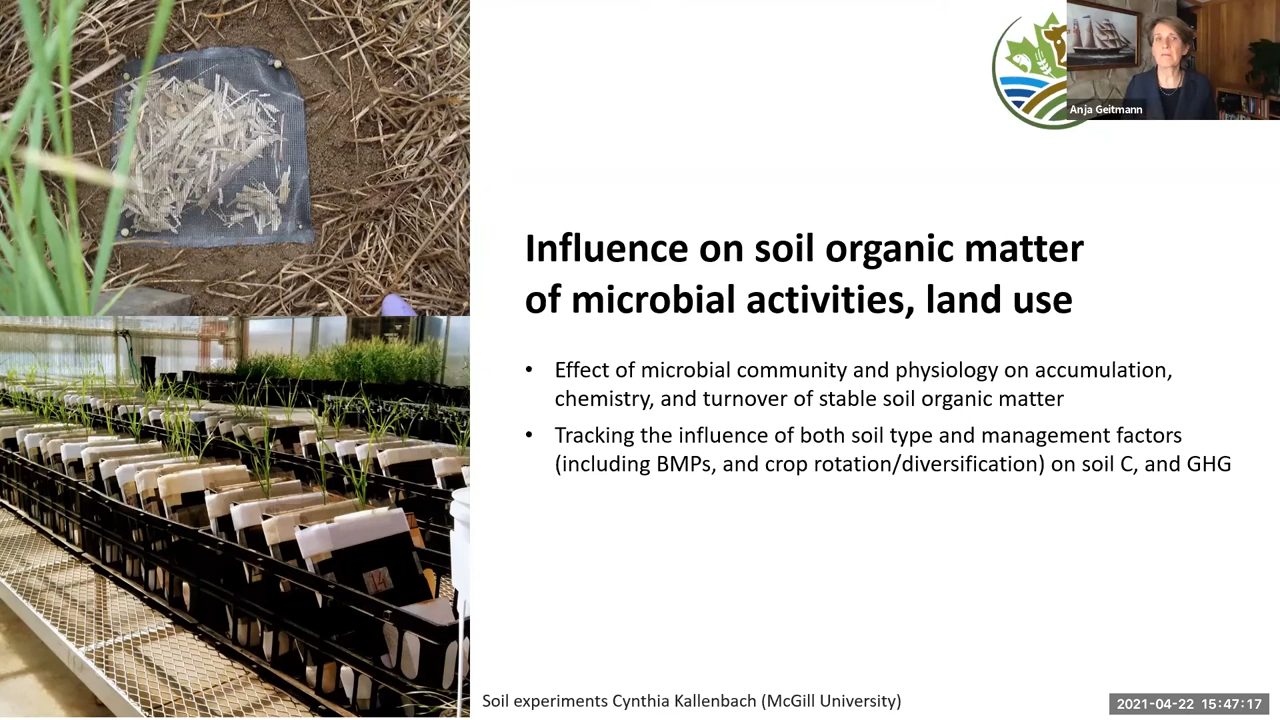 Anja Geitmann
Influence on soil organic matter
of microbial activities, land use
• Effect of microbial community and physiology on accumulation,
chemistry, and turnover of stable soil organic matter
• Tracking the influence of both soil type and management factors
(including BMPs, and crop rotation/diversification) on soil C, and GHG
14
Soil experiments Cynthia Kallenbach (McGill University)
2021-04-22 15:47:17